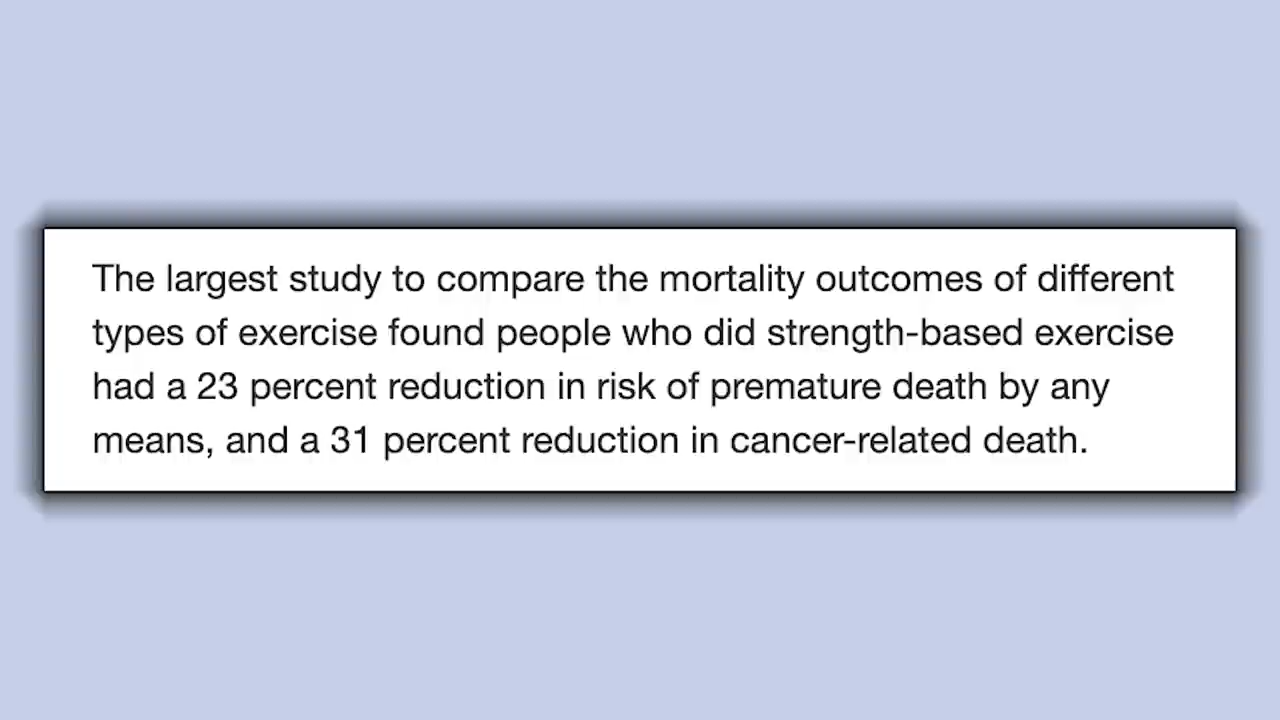 The largest study to compare the mortality outcomes of different
types of exercise found people who did strength-based exercise
had a 23 percent reduction in risk of premature death by any
means, and a 31 percent reduction in cancer-related death.